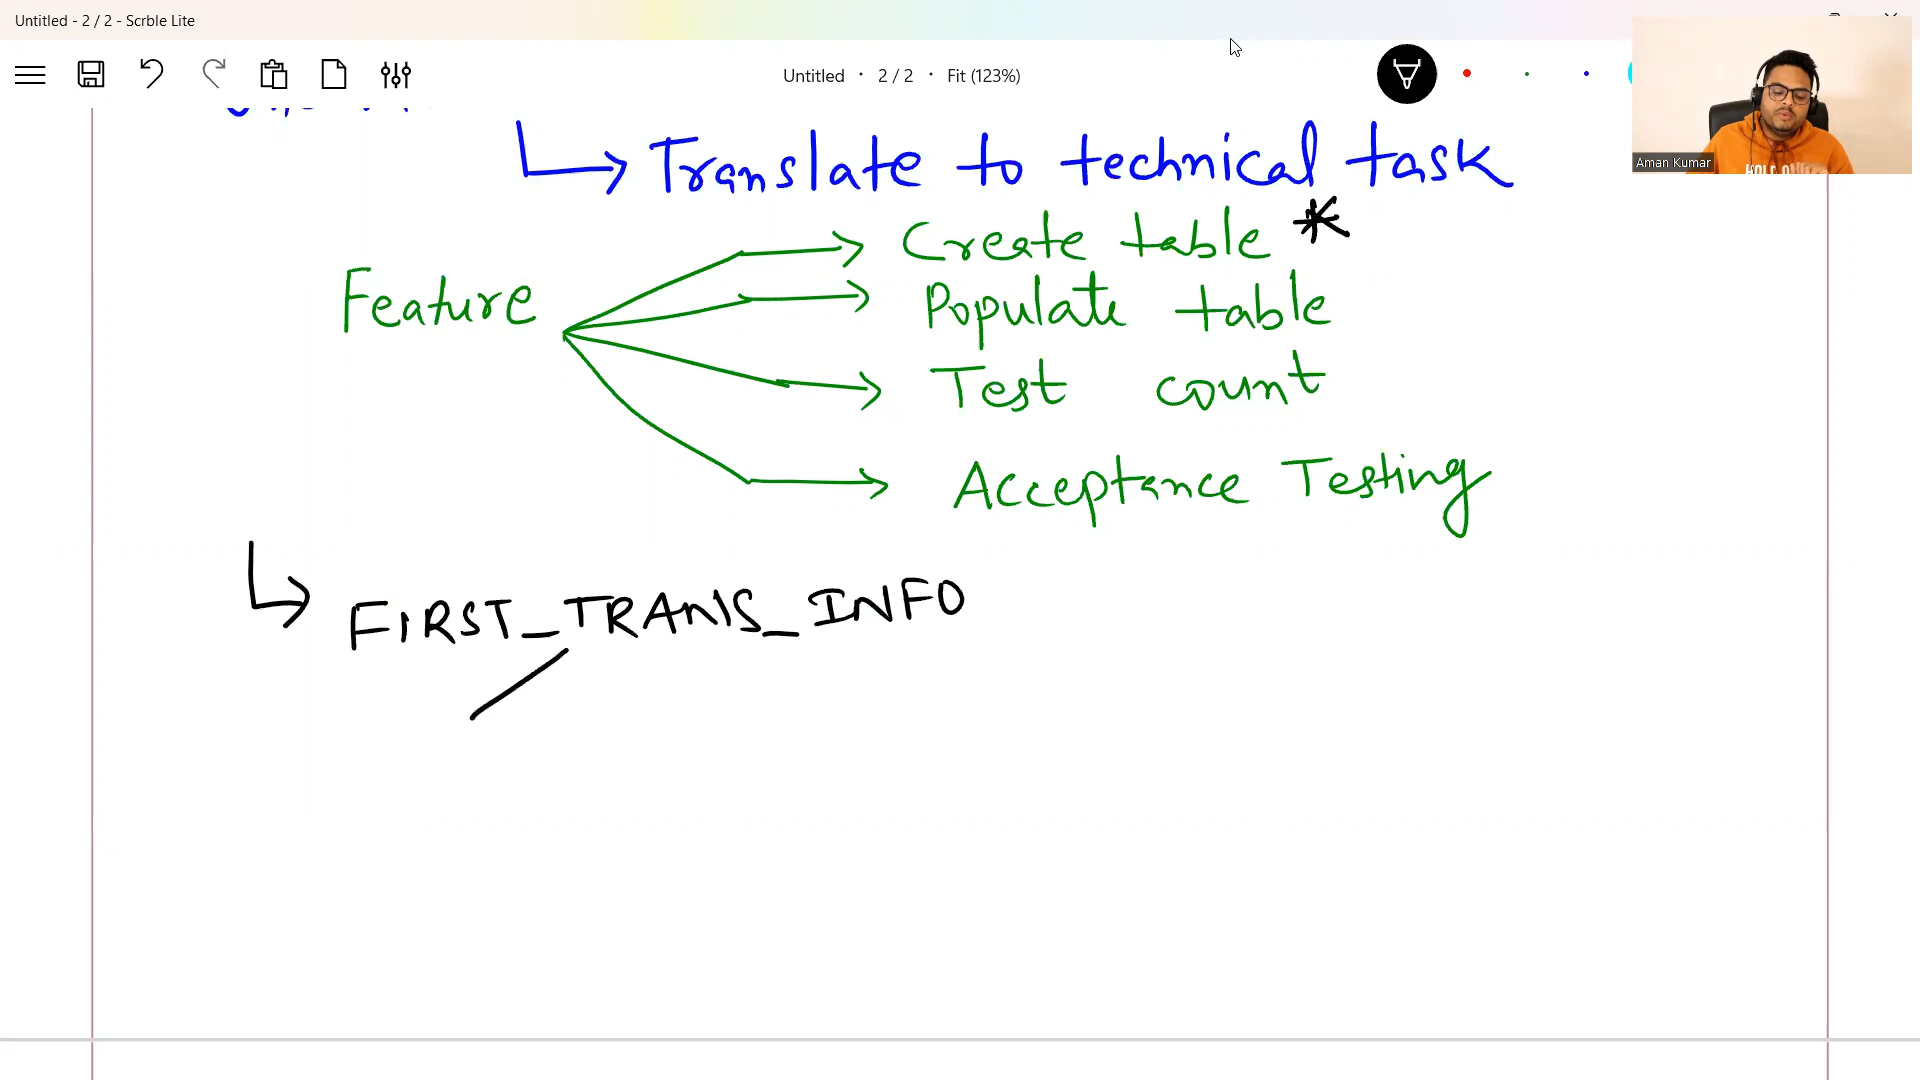 Untitled - 2 / 2 - Scrble Lite
Untitled • 2 / 2 • Fit (123%)
Aman Kumar
Translate to technical task
Create table *
Feature
Populate table
Test count
Acceptance Testing
FIRST_TRANS_INFO